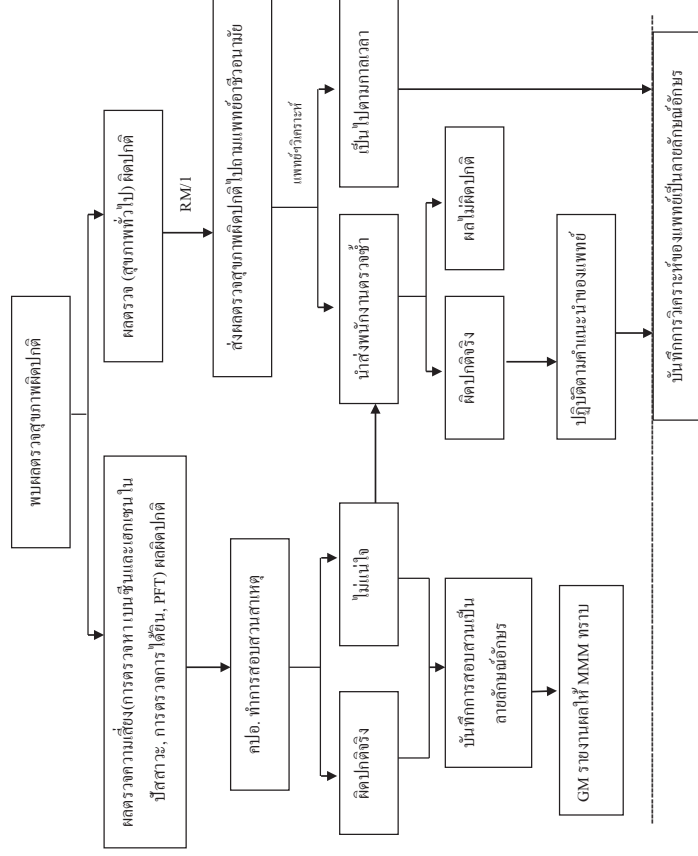 พบผลตรวจสุขภาพผิดปกติ
ผลตรวจความเสี่ยง(การตรวจหาเบนซีนและเฮกเซนใน
ปัสสาวะ, การตรวจการได้ยิน, PFT) ผลผิดปกติ
ผลตรวจ (สุขภาพทั่วไป) ผิดปกติ
RM/1
คปอ. ทำการสอบสวนสาเหตุ
ส่งผลตรวจสุขภาพผิดปกติไปถามแพทย์อาชีวอนามัย
แพทย์ฯวิเคราะห์
ผิดปกติจริง
ไม่แน่ใจ
นำส่งพนักงานตรวจซ้ำ
เป็นไปตามกาลเวลา
บันทึกการสอบสวนเป็น
ลายลักษณ์อักษร
ผิดปกติจริง
ผลไม่ผิดปกติ
GM รายงานผลให้ MMM ทราบ
ปฏิบัติตามคำแนะนำของแพทย์
บันทึกการวิเคราะห์ของแพทย์เป็นลายลักษณ์อักษร